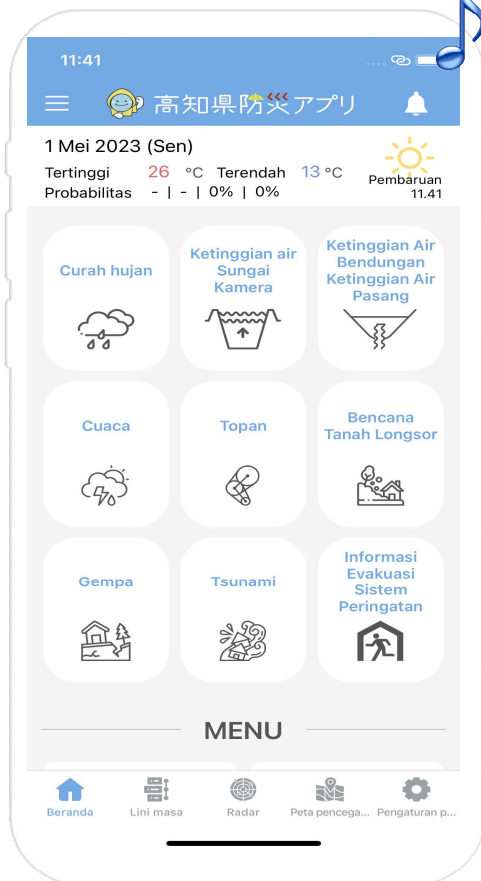 11:41
高知県防災アプリ
1 Mei 2023 (Sen)
Tertinggi 26 °C Terendah 13 °C
Probabilitas - | - | 0% | 0%
Pembaruan
11.41
Curah hujan
Ketinggian air
Sungai
Kamera
Ketinggian Air
Bendungan
Ketinggian Air
Pasang
Cuaca
Topan
Bencana
Tanah Longsor
Gempa
Tsunami
Informasi
Evakuasi
Sistem
Peringatan
MENU
Beranda
Lini masa
Radar
Peta pencega...
Pengaturan p...